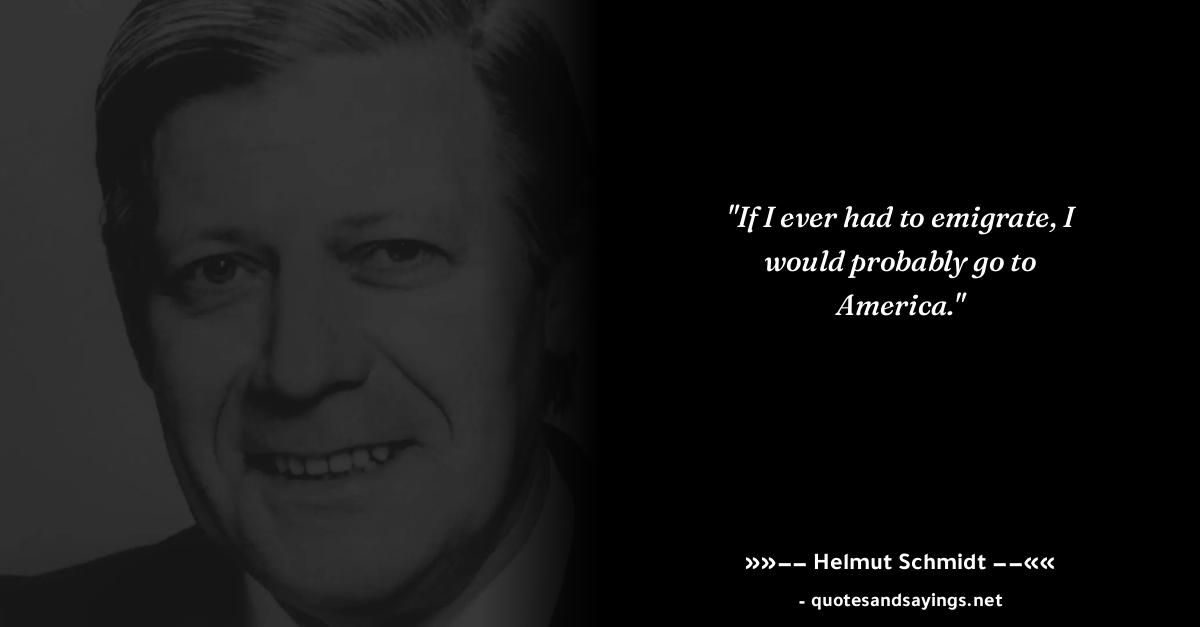 "If I ever had to emigrate, I
would probably go to
America."
»»–– Helmut Schmidt ––««
- quotesandsayings.net